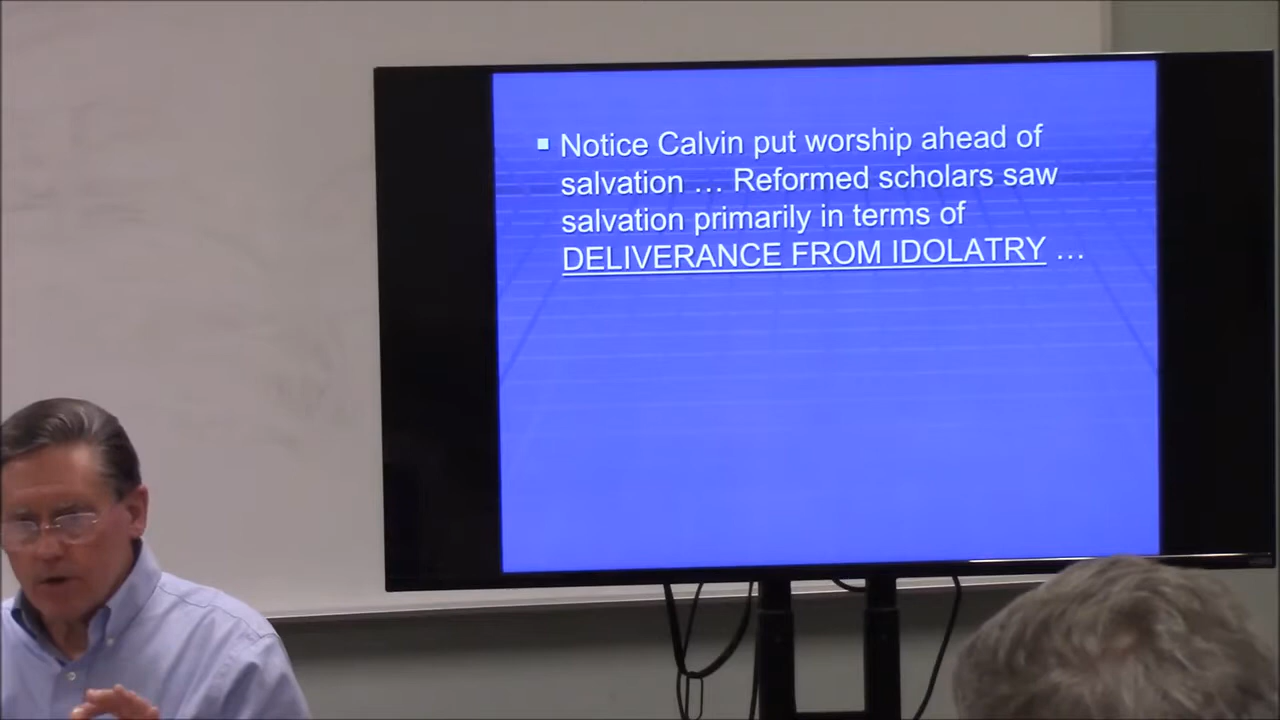 ▪ Notice Calvin put worship ahead of
salvation … Reformed scholars saw
salvation primarily in terms of
DELIVERANCE FROM IDOLATRY …